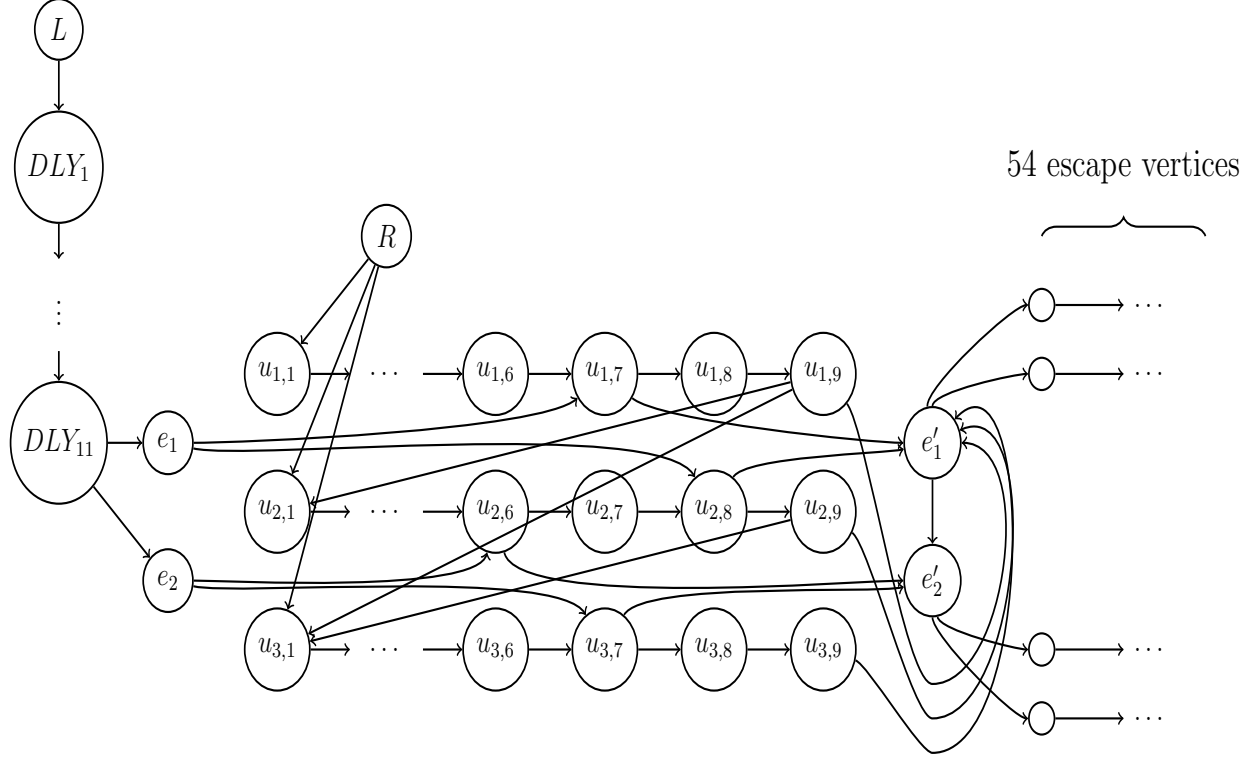 L
DLY₁
54 escape vertices
R
⋯
⋮
u₁,₁ ⋯ u₁,₆ u₁,₇ u₁,₈ u₁,₉ ⋯
DLY₁₁ e₁ e′₁
u₂,₁ ⋯ u₂,₆ u₂,₇ u₂,₈ u₂,₉
e₂ e′₂
u₃,₁ ⋯ u₃,₆ u₃,₇ u₃,₈ u₃,₉ ⋯
⋯